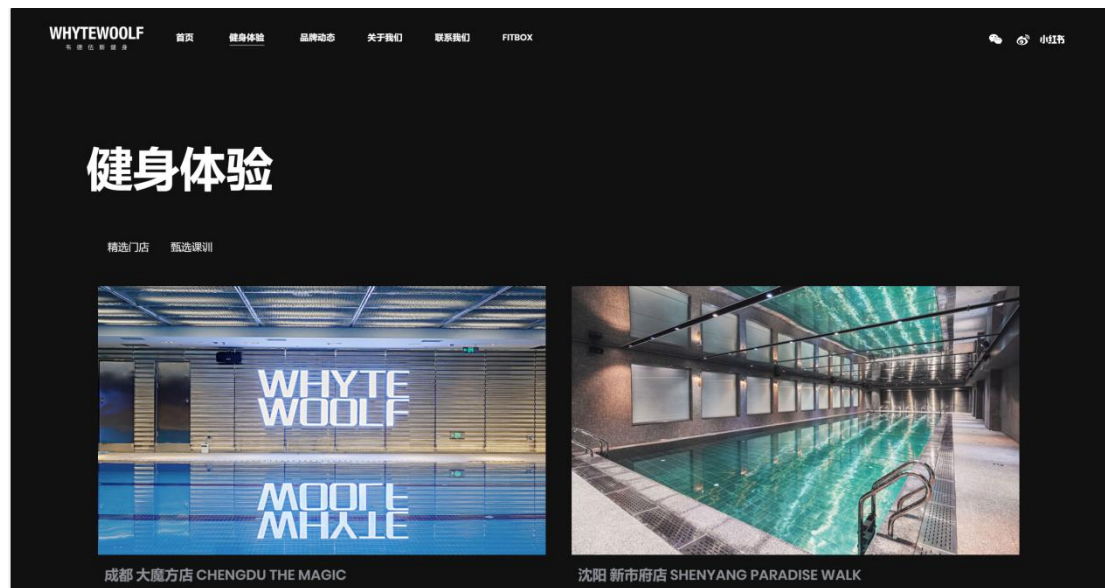 WHYTEWOOLF
韦德伍斯健身
首页 健身体验 品牌动态 关于我们 联系我们 FITBOX
小红书
健身体验
精选门店 甄选课训
WHYTE
WOOLF
成都 大魔方店 CHENGDU THE MAGIC
沈阳 新市府店 SHENYANG PARADISE WALK